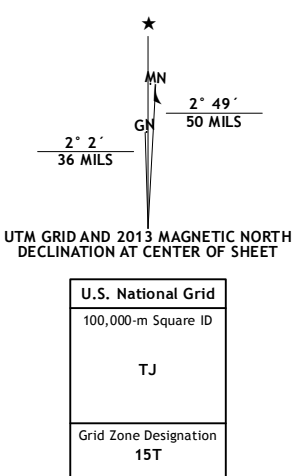 MN
2° 49´
50 MILS
GN
2° 2´
36 MILS
UTM GRID AND 2013 MAGNETIC NORTH
DECLINATION AT CENTER OF SHEET
U.S. National Grid
100,000-m Square ID
TJ
Grid Zone Designation
15T